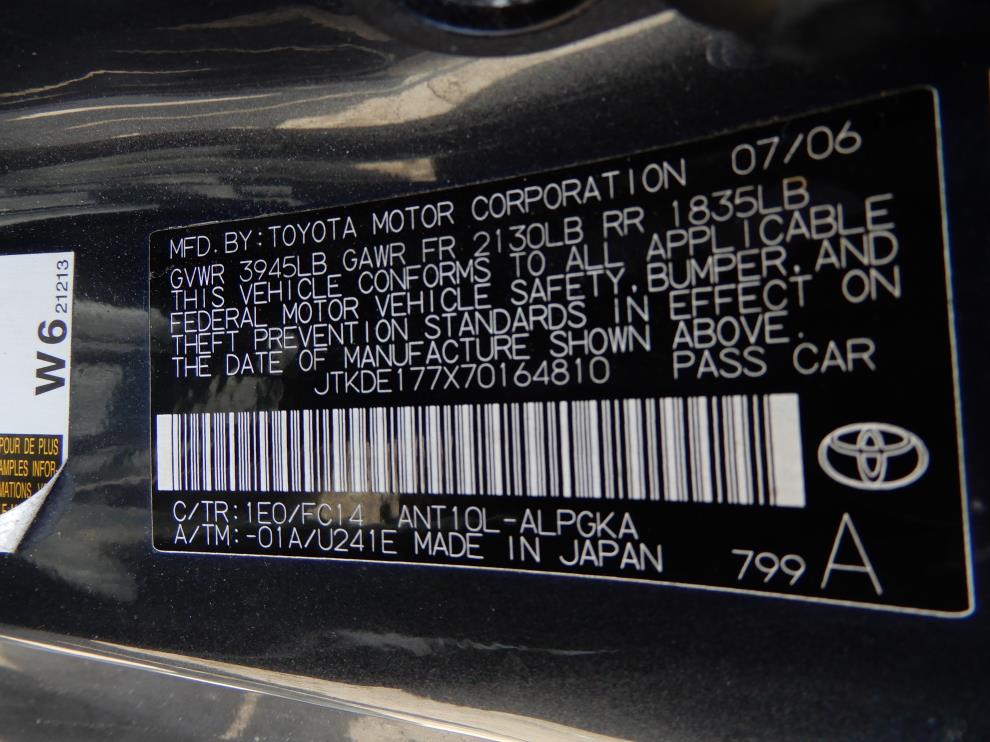 MFD. BY: TOYOTA MOTOR CORPORATION 07/06
GVWR 3945LB GAWR FR 2130LB RR 1835LB
THIS VEHICLE CONFORMS TO ALL APPLICABLE
FEDERAL MOTOR VEHICLE SAFETY, BUMPER, AND
THEFT PREVENTION STANDARDS IN EFFECT ON
THE DATE OF MANUFACTURE SHOWN ABOVE.
JTKDE177X70164810 PASS CAR
C/TR: 1E0/FC14 ANT10L-ALPGKA
A/TM: -01A/U241E MADE IN JAPAN
799 A
W6 21213
POUR DE PLUS
AMPLES INFOR-
MATIONS,